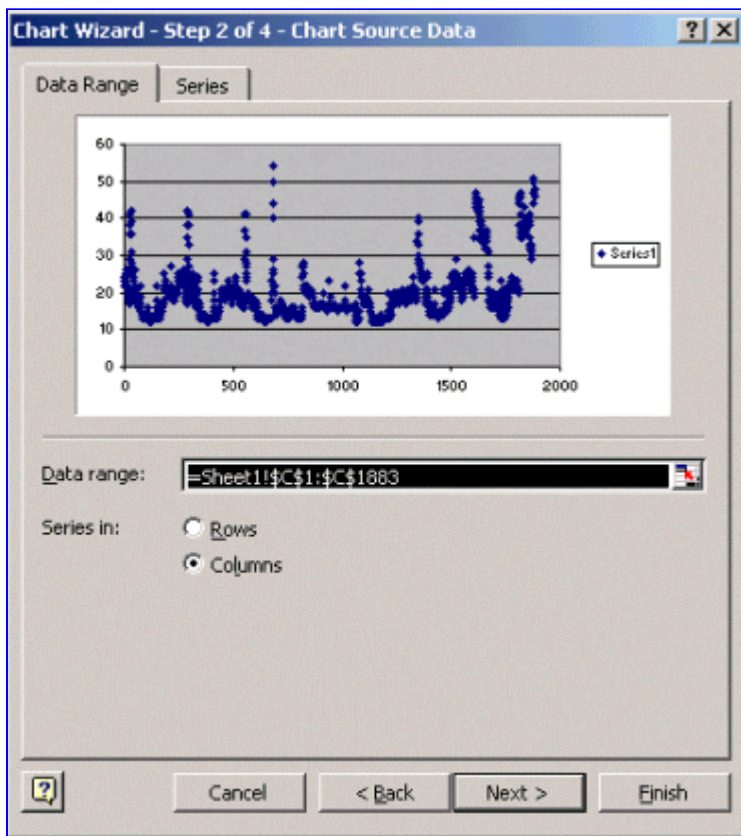 Chart Wizard - Step 2 of 4 - Chart Source Data
Data Range Series
60
50
40
30
20
10
0
0 500 1000 1500 2000
Series1
Data range: =Sheet1!$C$1:$C$1883
Series in: Rows
Columns
Cancel < Back Next > Finish